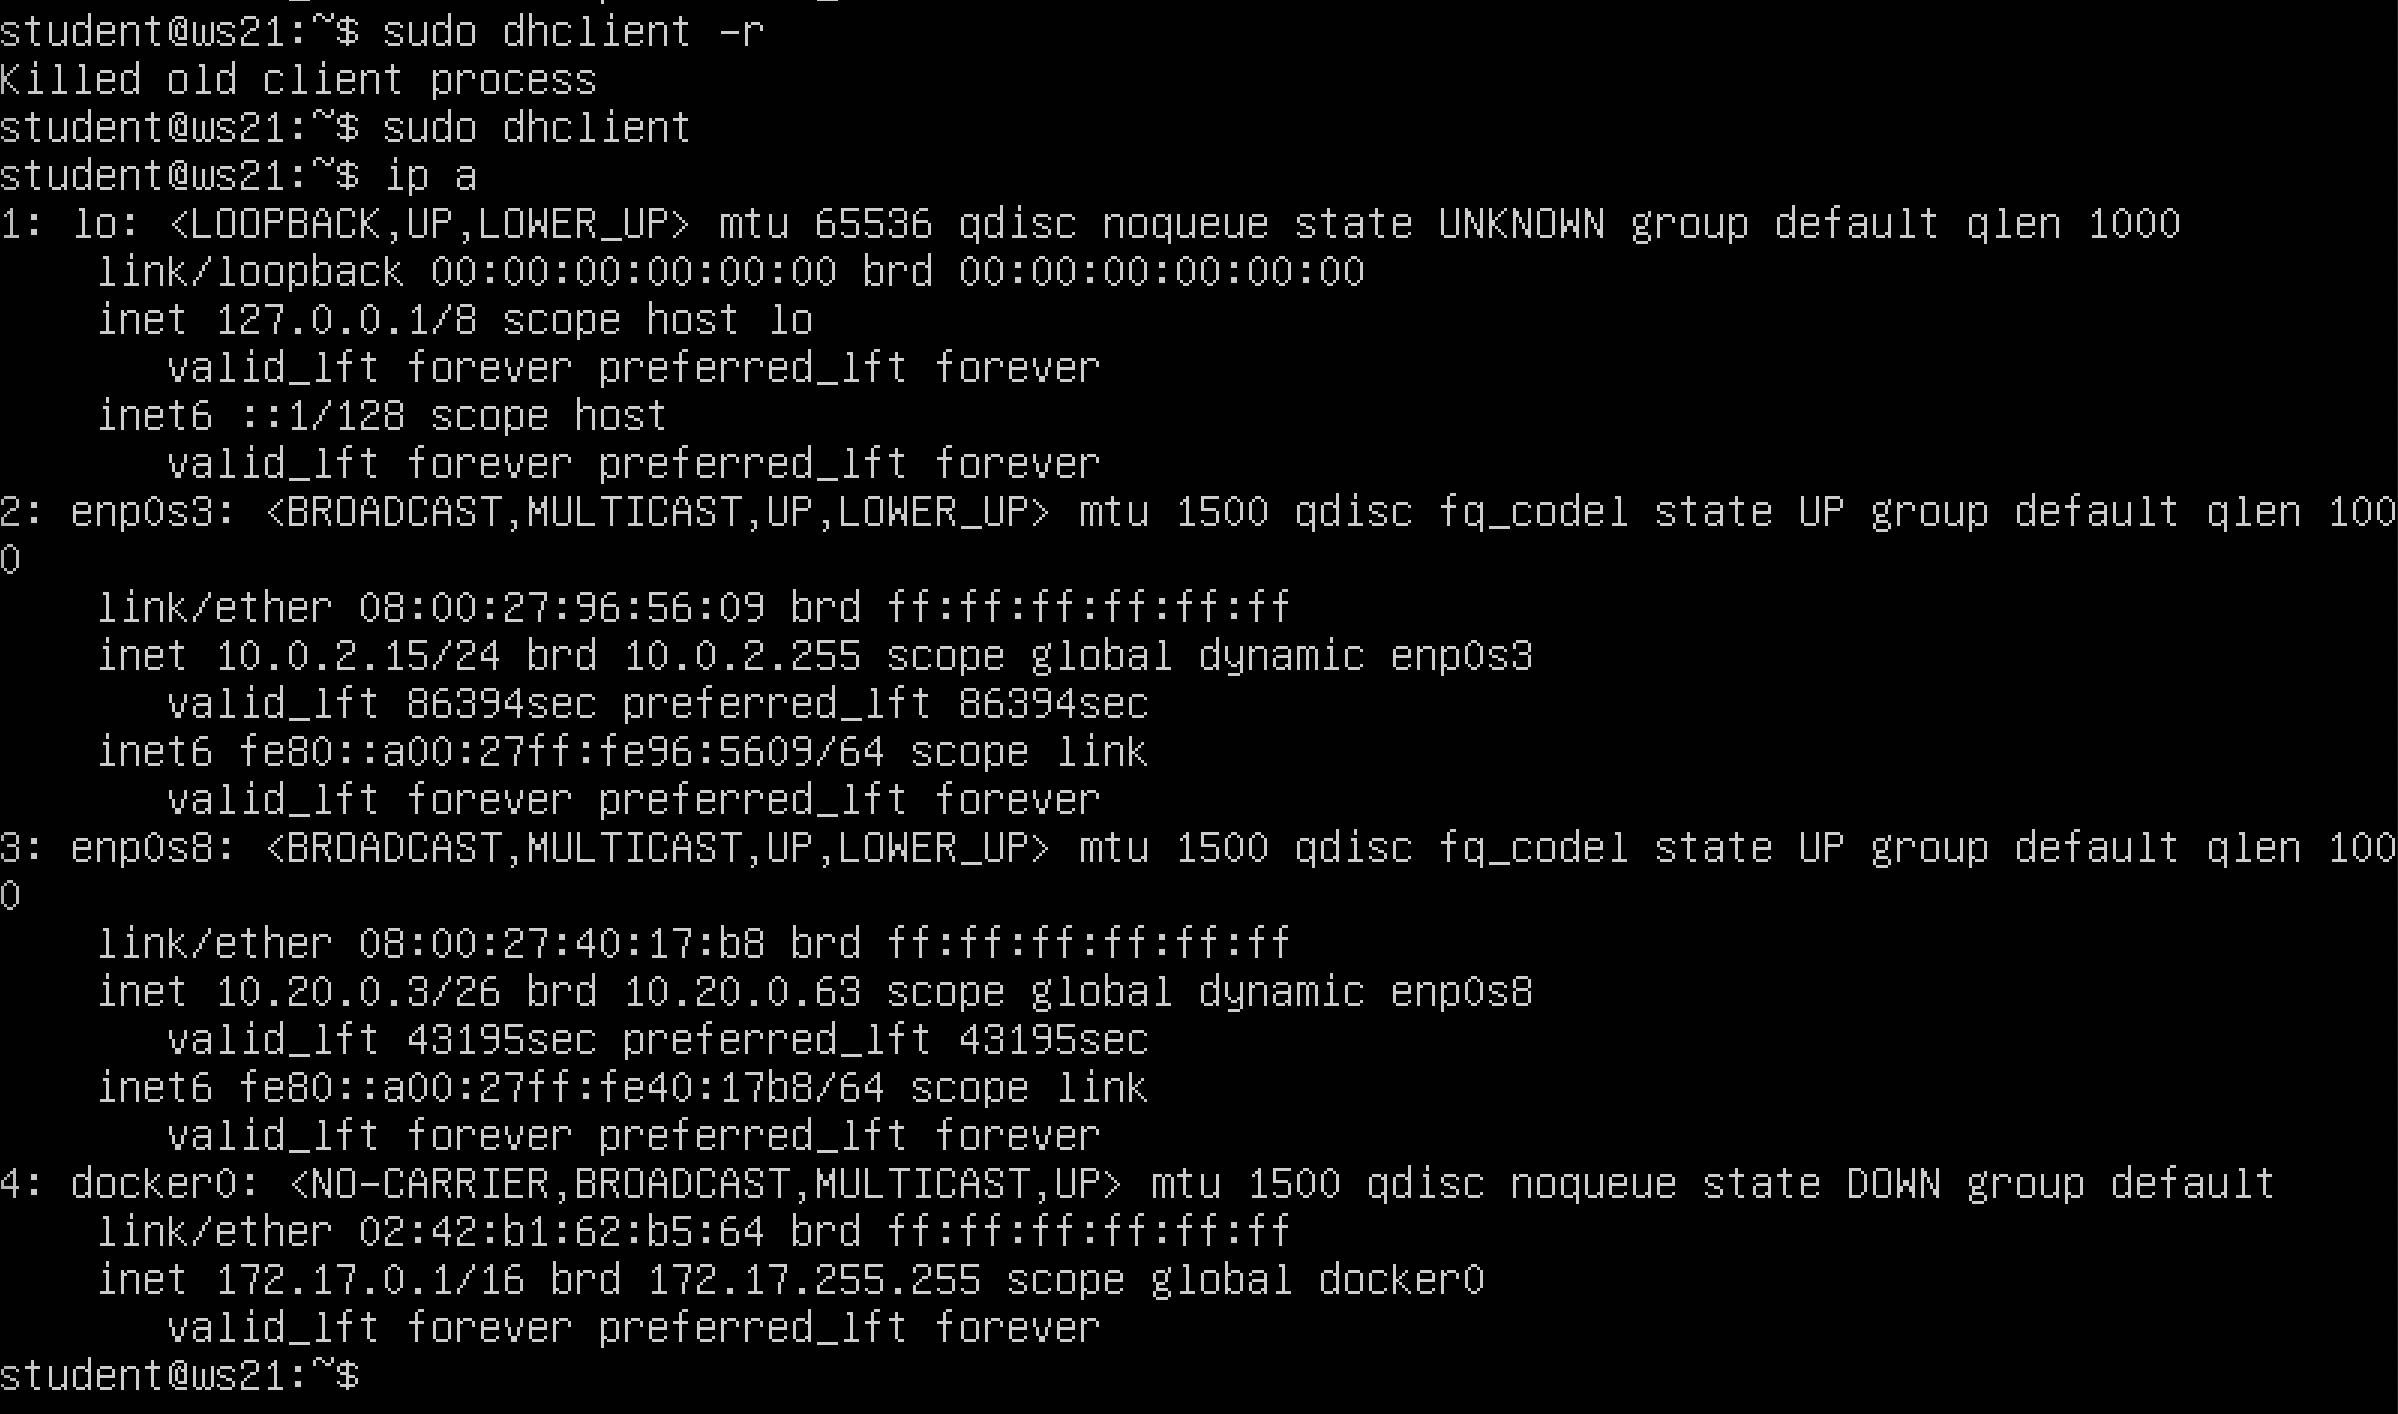 student@ws21:~$ sudo dhclient -r
Killed old client process
student@ws21:~$ sudo dhclient
student@ws21:~$ ip a
1: lo: <LOOPBACK,UP,LOWER_UP> mtu 65536 qdisc noqueue state UNKNOWN group default qlen 1000
    link/loopback 00:00:00:00:00:00 brd 00:00:00:00:00:00
    inet 127.0.0.1/8 scope host lo
       valid_lft forever preferred_lft forever
    inet6 ::1/128 scope host
       valid_lft forever preferred_lft forever
2: enp0s3: <BROADCAST,MULTICAST,UP,LOWER_UP> mtu 1500 qdisc fq_codel state UP group default qlen 100
0
    link/ether 08:00:27:96:56:09 brd ff:ff:ff:ff:ff:ff
    inet 10.0.2.15/24 brd 10.0.2.255 scope global dynamic enp0s3
       valid_lft 86394sec preferred_lft 86394sec
    inet6 fe80::a00:27ff:fe96:5609/64 scope link
       valid_lft forever preferred_lft forever
3: enp0s8: <BROADCAST,MULTICAST,UP,LOWER_UP> mtu 1500 qdisc fq_codel state UP group default qlen 100
0
    link/ether 08:00:27:40:17:b8 brd ff:ff:ff:ff:ff:ff
    inet 10.20.0.3/26 brd 10.20.0.63 scope global dynamic enp0s8
       valid_lft 43195sec preferred_lft 43195sec
    inet6 fe80::a00:27ff:fe40:17b8/64 scope link
       valid_lft forever preferred_lft forever
4: docker0: <NO-CARRIER,BROADCAST,MULTICAST,UP> mtu 1500 qdisc noqueue state DOWN group default
    link/ether 02:42:b1:62:b5:64 brd ff:ff:ff:ff:ff:ff
    inet 172.17.0.1/16 brd 172.17.255.255 scope global docker0
       valid_lft forever preferred_lft forever
student@ws21:~$